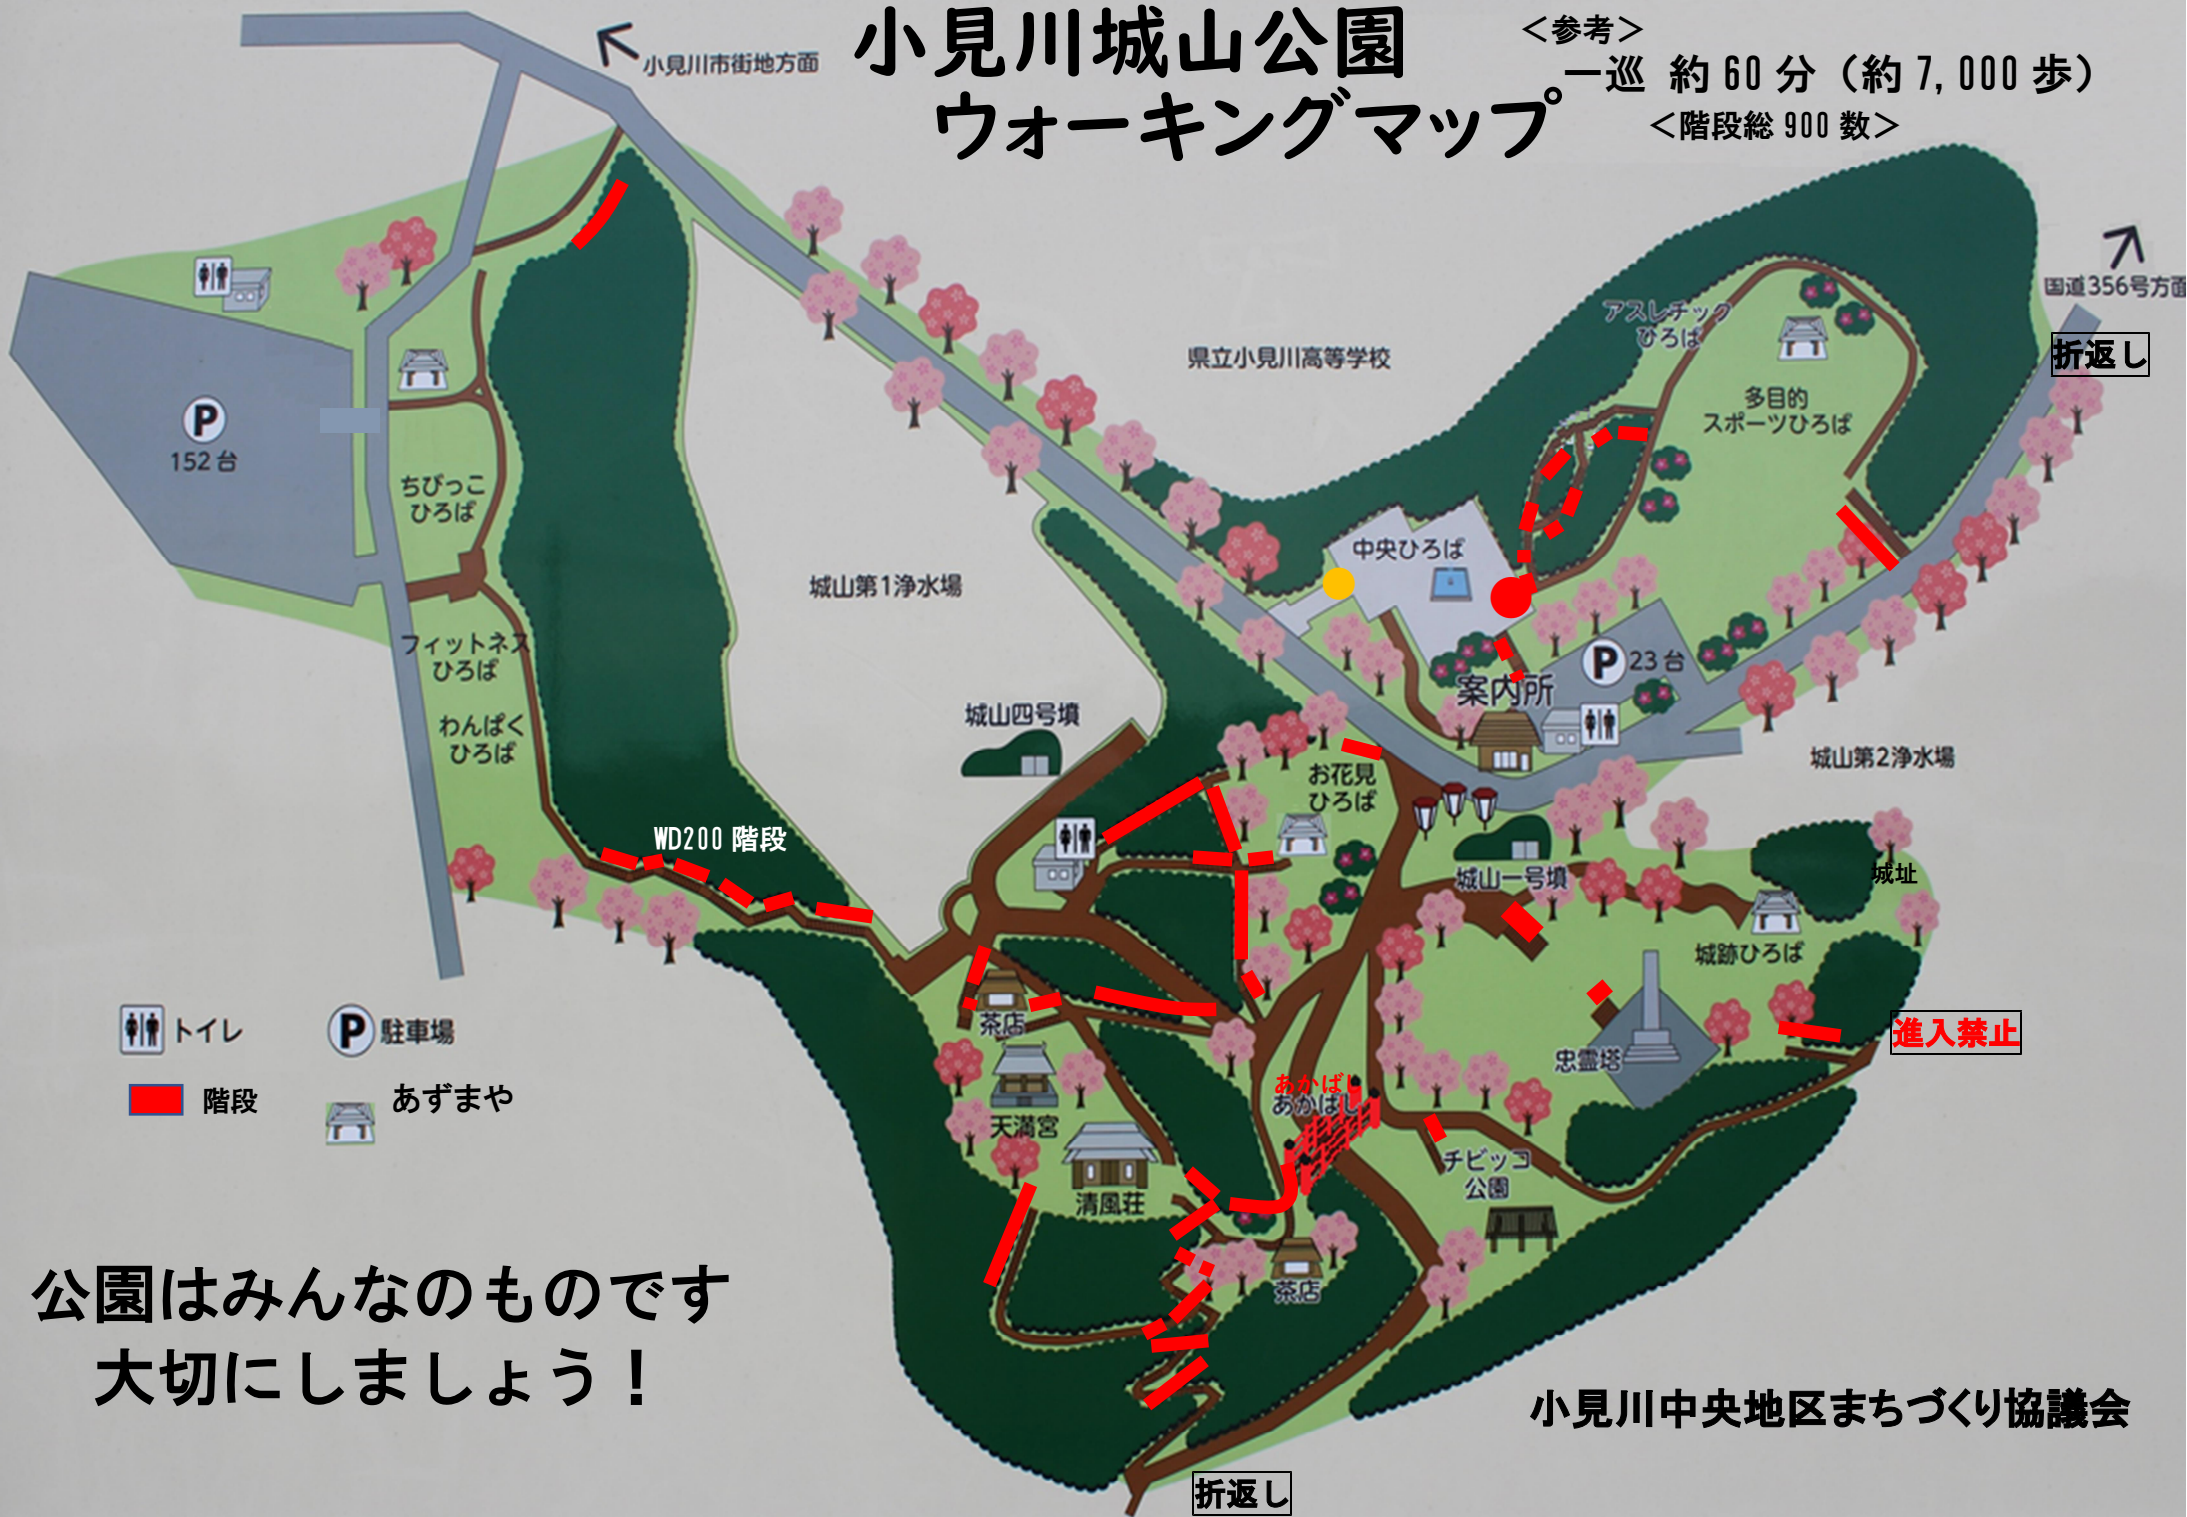 小見川城山公園
ウォーキングマップ
＜参考＞
一巡 約60分（約7,000歩）
＜階段総900数＞
小見川市街地方面
国道356号方面
折返し
アスレチック
ひろば
県立小見川高等学校
多目的
スポーツひろば
P
152台
ちびっこ
ひろば
中央ひろば
城山第1浄水場
フィットネス
ひろば
P 23台
案内所
わんぱく
ひろば
城山四号墳
城山第2浄水場
お花見
ひろば
WD200階段
城山一号墳
城址
城跡ひろば
トイレ
P 駐車場
茶店
進入禁止
忠霊塔
階段
あずまや
あかばし
あかばし
天満宮
チビッコ
公園
清風荘
茶店
公園はみんなのものです
大切にしましょう！
小見川中央地区まちづくり協議会
折返し